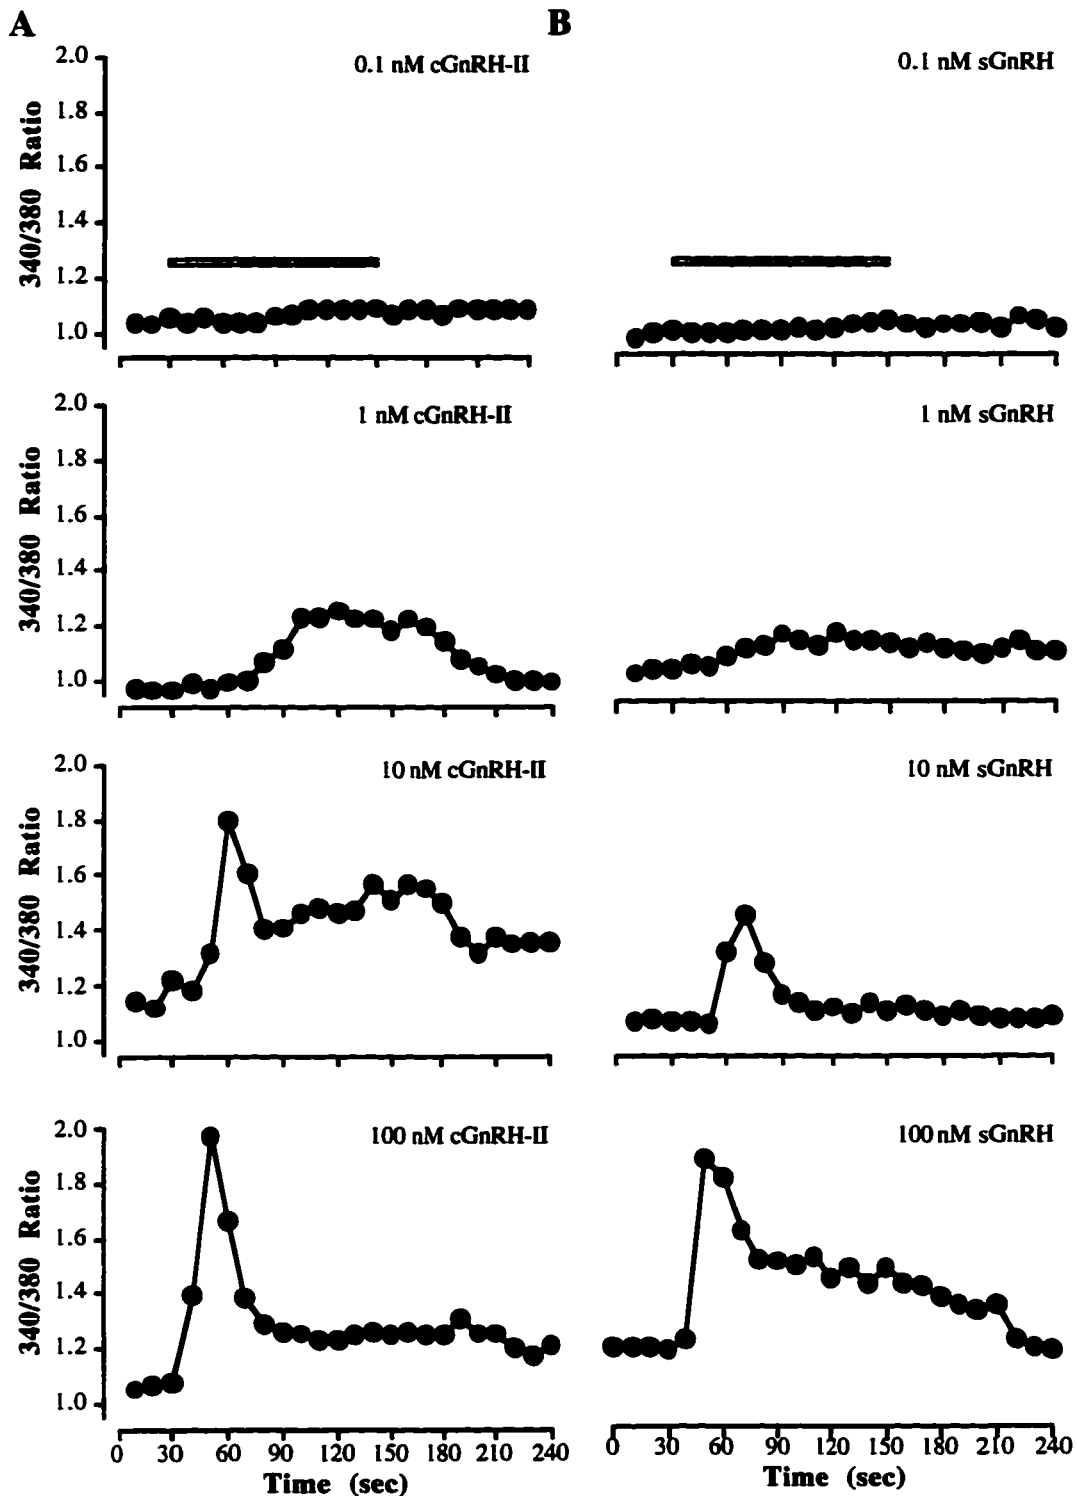 A
B
0.1 nM cGnRH-II
0.1 nM sGnRH
340/380 Ratio
2.0
1.8
1.6
1.4
1.2
1.0
1 nM cGnRH-II
1 nM sGnRH
340/380 Ratio
2.0
1.8
1.6
1.4
1.2
1.0
10 nM cGnRH-II
10 nM sGnRH
340/380 Ratio
2.0
1.8
1.6
1.4
1.2
1.0
100 nM cGnRH-II
100 nM sGnRH
340/380 Ratio
2.0
1.8
1.6
1.4
1.2
1.0
0 30 60 90 120 150 180 210 240
0 30 60 90 120 150 180 210 240
Time (sec)
Time (sec)